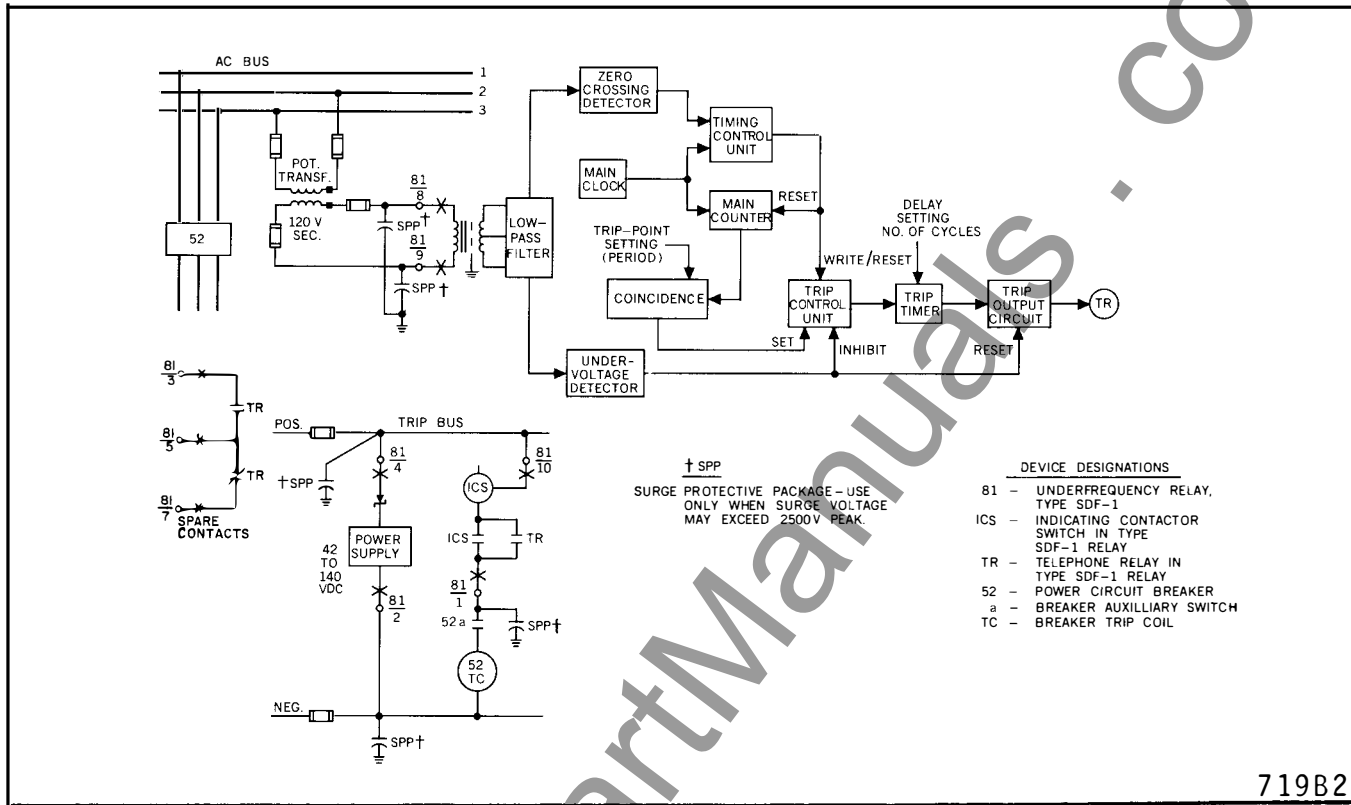 AC BUS
1
2
3
POT.
TRANSF.
120 V
SEC.
52
81
8
81
9
SPP†
SPP†
LOW-
PASS
FILTER
ZERO
CROSSING
DETECTOR
TIMING
CONTROL
UNIT
MAIN
CLOCK
MAIN
COUNTER
RESET
DELAY
SETTING
NO. OF CYCLES
TRIP-POINT
SETTING
(PERIOD)
WRITE/RESET
COINCIDENCE
TRIP
CONTROL
UNIT
TRIP
TIMER
TRIP
OUTPUT
CIRCUIT
TR
SET
INHIBIT
RESET
UNDER-
VOLTAGE
DETECTOR
81
3
TR
81
5
TR
81
7
SPARE
CONTACTS
POS.
TRIP BUS
†SPP
81
4
81
10
ICS
POWER
SUPPLY
42
TO
140
VDC
ICS
TR
81
2
81
1
52a
SPP†
52
TC
NEG.
SPP†
† SPP
SURGE PROTECTIVE PACKAGE – USE
ONLY WHEN SURGE VOLTAGE
MAY EXCEED 2500V PEAK.
DEVICE DESIGNATIONS
81 – UNDERFREQUENCY RELAY,
TYPE SDF-1
ICS – INDICATING CONTACTOR
SWITCH IN TYPE
SDF-1 RELAY
TR – TELEPHONE RELAY IN
TYPE SDF-1 RELAY
52 – POWER CIRCUIT BREAKER
a – BREAKER AUXILLIARY SWITCH
TC – BREAKER TRIP COIL
719B2
artManuals . co